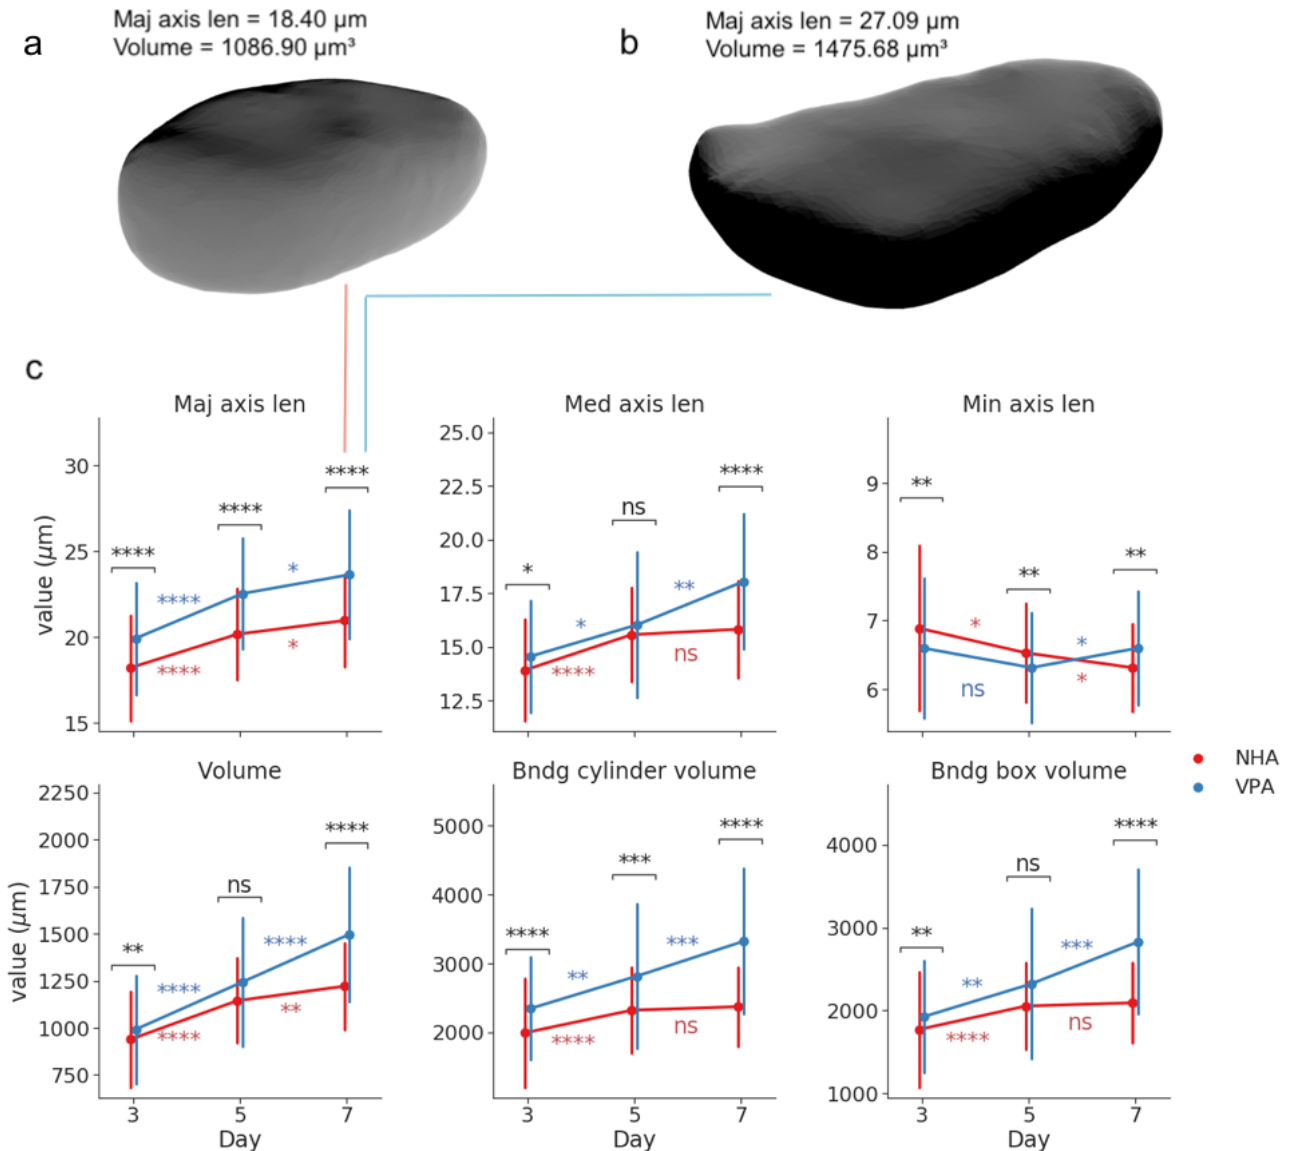 a
Maj axis len = 18.40 µm
Volume = 1086.90 µm³
b
Maj axis len = 27.09 µm
Volume = 1475.68 µm³
c
Maj axis len
value (µm)
30
25
20
15
****
****
****
****
*
****
*
Med axis len
25.0
22.5
20.0
17.5
15.0
12.5
*
ns
****
*
**
****
ns
Min axis len
9
8
7
6
**
**
**
*
*
ns
*
Volume
value (µm)
2250
2000
1750
1500
1250
1000
750
**
ns
****
****
****
****
**
3
5
7
Day
Bndg cylinder volume
5000
4000
3000
2000
****
***
****
**
***
****
ns
3
5
7
Day
Bndg box volume
4000
3000
2000
1000
**
ns
****
**
***
****
ns
3
5
7
Day
NHA
VPA